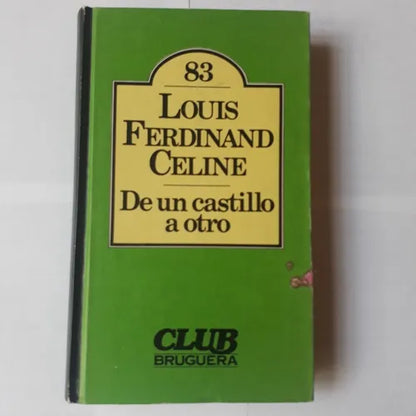 83
LOUIS
FERDINAND
CELINE
De un castillo
a otro
CLUB
BRUGUERA